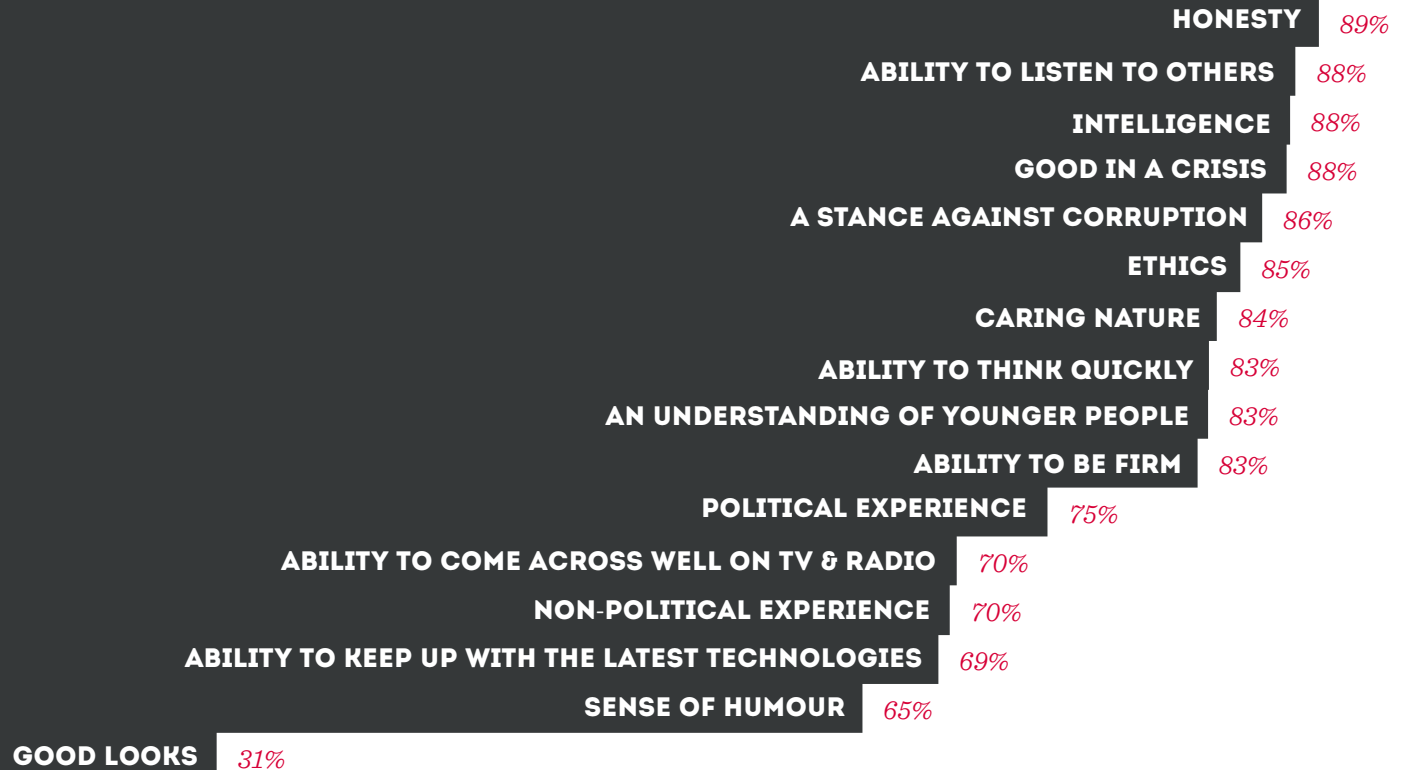 HONESTY 89%
ABILITY TO LISTEN TO OTHERS 88%
INTELLIGENCE 88%
GOOD IN A CRISIS 88%
A STANCE AGAINST CORRUPTION 86%
ETHICS 85%
CARING NATURE 84%
ABILITY TO THINK QUICKLY 83%
AN UNDERSTANDING OF YOUNGER PEOPLE 83%
ABILITY TO BE FIRM 83%
POLITICAL EXPERIENCE 75%
ABILITY TO COME ACROSS WELL ON TV & RADIO 70%
NON-POLITICAL EXPERIENCE 70%
ABILITY TO KEEP UP WITH THE LATEST TECHNOLOGIES 69%
SENSE OF HUMOUR 65%
GOOD LOOKS 31%